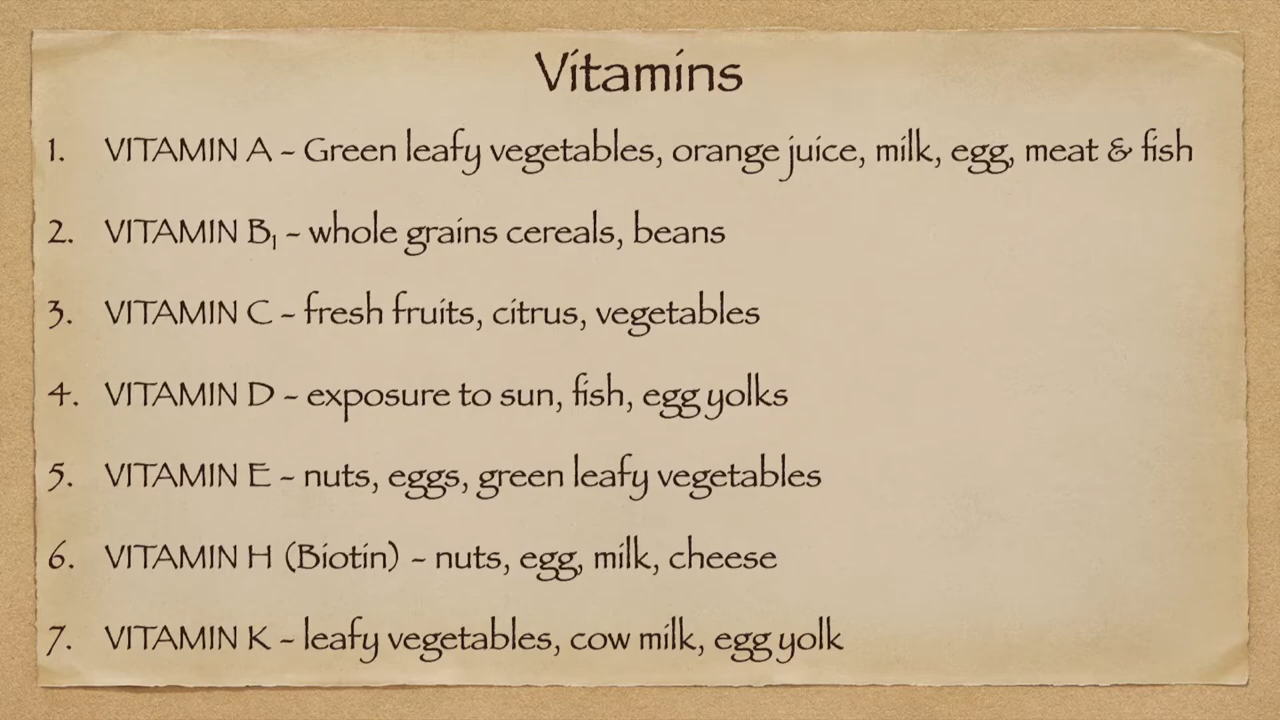 Vitamins
1. VITAMIN A - Green leafy vegetables, orange juice, milk, egg, meat & fish
2. VITAMIN B₁ - whole grains cereals, beans
3. VITAMIN C - fresh fruits, citrus, vegetables
4. VITAMIN D - exposure to sun, fish, egg yolks
5. VITAMIN E - nuts, eggs, green leafy vegetables
6. VITAMIN H (Biotin) - nuts, egg, milk, cheese
7. VITAMIN K - leafy vegetables, cow milk, egg yolk